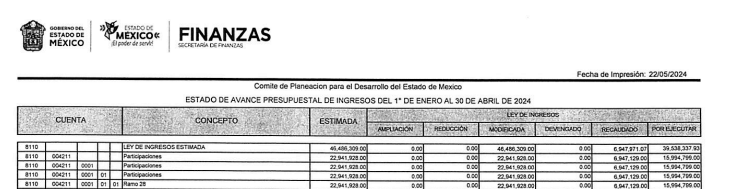 GOBIERNO DEL
ESTADO DE
MÉXICO
ESTADO DE
MÉXICO
¡El poder de servir!
FINANZAS
SECRETARÍA DE FINANZAS
Fecha de Impresión: 22/05/2024
Comite de Planeacion para el Desarrollo del Estado de Mexico
ESTADO DE AVANCE PRESUPUESTAL DE INGRESOS DEL 1° DE ENERO AL 30 DE ABRIL DE 2024
CUENTA CONCEPTO ESTIMADA LEY DE INGRESOS
AMPLIACIÓN REDUCCIÓN MODIFICADA DEVENGADO RECAUDADO POR EJECUTAR
8110 LEY DE INGRESOS ESTIMADA 46,486,309.00 0.00 0.00 46,486,309.00 0.00 6,947,971.07 39,538,337.93
8110 004211 Participaciones 22,941,928.00 0.00 0.00 22,941,928.00 0.00 6,947,129.00 15,994,799.00
8110 004211 0001 Participaciones 22,941,928.00 0.00 0.00 22,941,928.00 0.00 6,947,129.00 15,994,799.00
8110 004211 0001 01 Participaciones 22,941,928.00 0.00 0.00 22,941,928.00 0.00 6,947,129.00 15,994,799.00
8110 004211 0001 01 01 Ramo 28 22,941,928.00 0.00 0.00 22,941,928.00 0.00 6,947,129.00 15,994,799.00